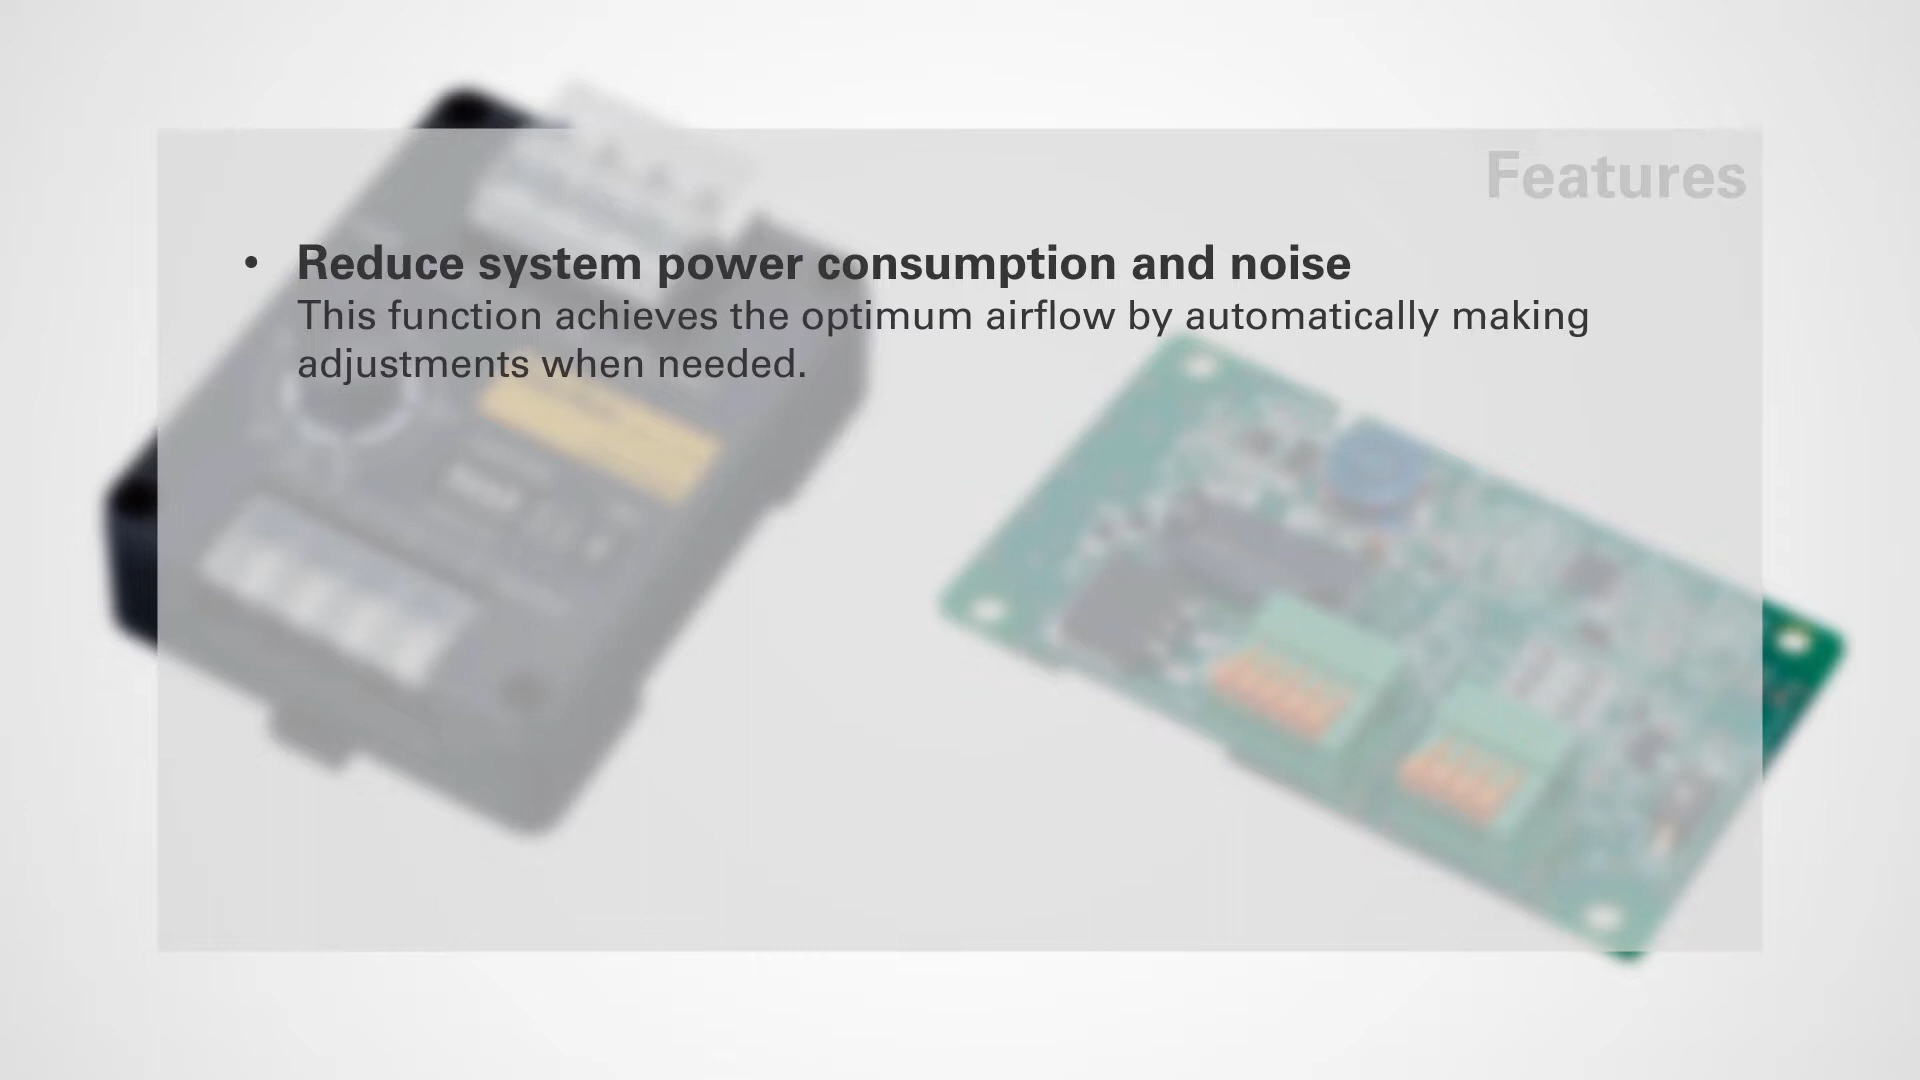 Features
• Reduce system power consumption and noise
This function achieves the optimum airflow by automatically making
adjustments when needed.